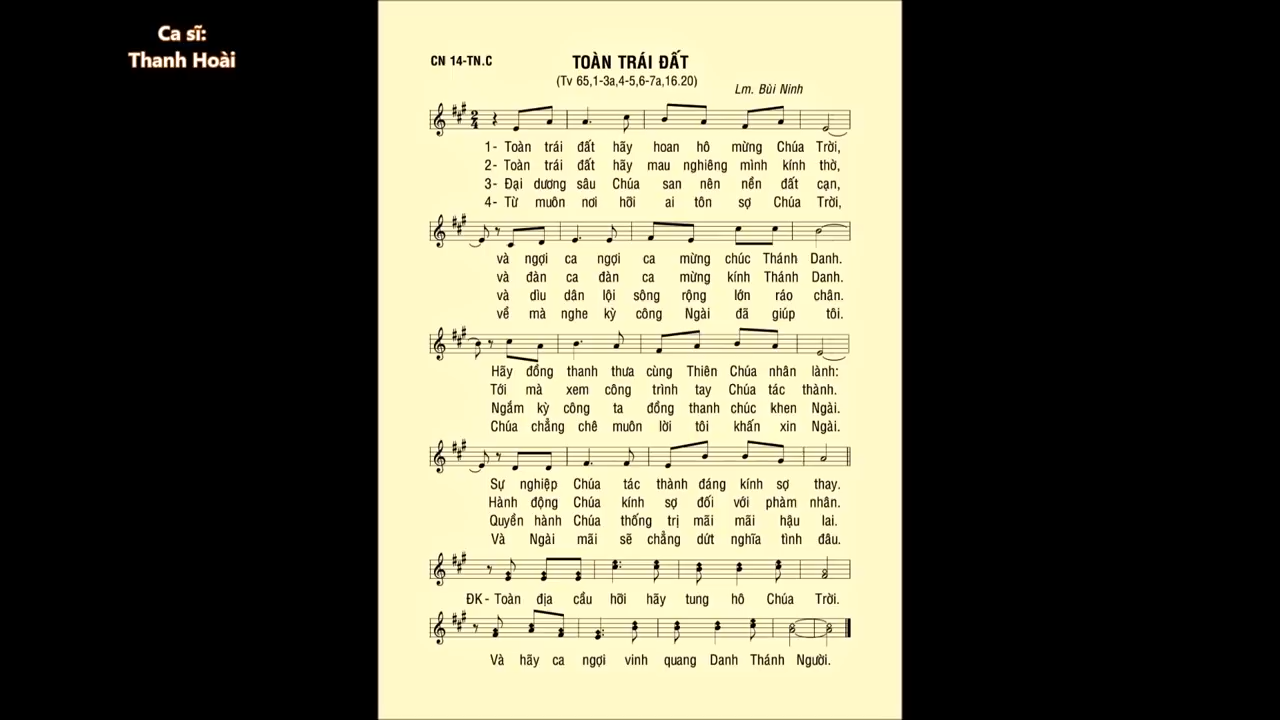 Ca sĩ:
Thanh Hoài
CN 14-TN.C
TOÀN TRÁI ĐẤT
(Tv 65,1-3a,4-5,6-7a,16.20)
Lm. Bùi Ninh
2
4
1- Toàn trái đất hãy hoan hô mừng Chúa Trời,
2- Toàn trái đất hãy mau nghiêng mình kính thờ,
3- Đại dương sâu Chúa san nên nền đất cạn,
4- Từ muôn nơi hỡi ai tôn sợ Chúa Trời,
và ngợi ca ngợi ca mừng chúc Thánh Danh.
và đàn ca đàn ca mừng kính Thánh Danh.
và dìu dân lội sông rộng lớn ráo chân.
về mà nghe kỳ công Ngài đã giúp tôi.
Hãy đồng thanh thưa cùng Thiên Chúa nhân lành:
Tới mà xem công trình tay Chúa tác thành.
Ngắm kỳ công ta đồng thanh chúc khen Ngài.
Chúa chẳng chê muôn lời tôi khấn xin Ngài.
Sự nghiệp Chúa tác thành đáng kính sợ thay.
Hành động Chúa kính sợ đối với phàm nhân.
Quyền hành Chúa thống trị mãi mãi hậu lai.
Và Ngài mãi sẽ chẳng dứt nghĩa tình đâu.
ĐK- Toàn địa cầu hỡi hãy tung hô Chúa Trời.
Và hãy ca ngợi vinh quang Danh Thánh Người.